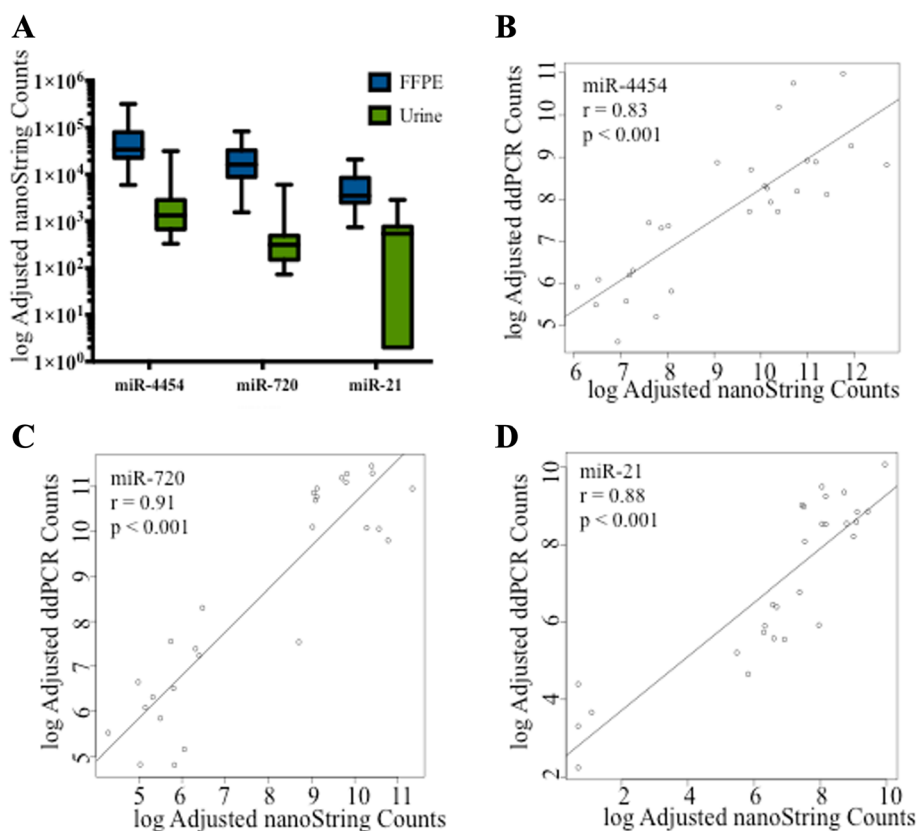 A
log Adjusted nanoString Counts
1×10⁶
1×10⁵
1×10⁴
1×10³
1×10²
1×10¹
1×10⁰
FFPE
Urine
miR-4454 miR-720 miR-21
B
log Adjusted ddPCR Counts
11
9
8
7
6
5
miR-4454
r = 0.83
p < 0.001
6 7 8 9 10 11 12
log Adjusted nanoString Counts
C
log Adjusted ddPCR Counts
11
10
9
8
7
6
5
miR-720
r = 0.91
p < 0.001
5 6 7 8 9 10 11
log Adjusted nanoString Counts
D
log Adjusted ddPCR Counts
10
8
6
4
2
miR-21
r = 0.88
p < 0.001
2 4 6 8 10
log Adjusted nanoString Counts